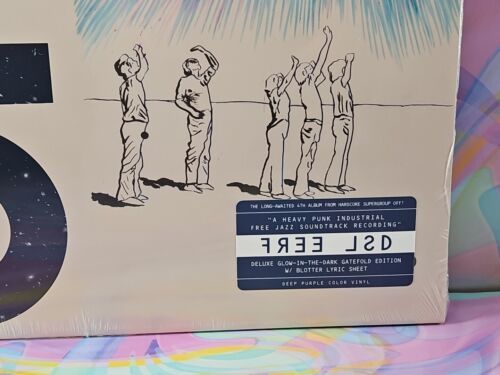 THE LONG-AWAITED 4TH ALBUM FROM HARDCORE SUPERGROUP OFF!
"A HEAVY PUNK INDUSTRIAL
FREE JAZZ SOUNDTRACK RECORDING"
FREE LSD
DELUXE GLOW-IN-THE-DARK GATEFOLD EDITION
W/ BLOTTER LYRIC SHEET
DEEP PURPLE COLOR VINYL